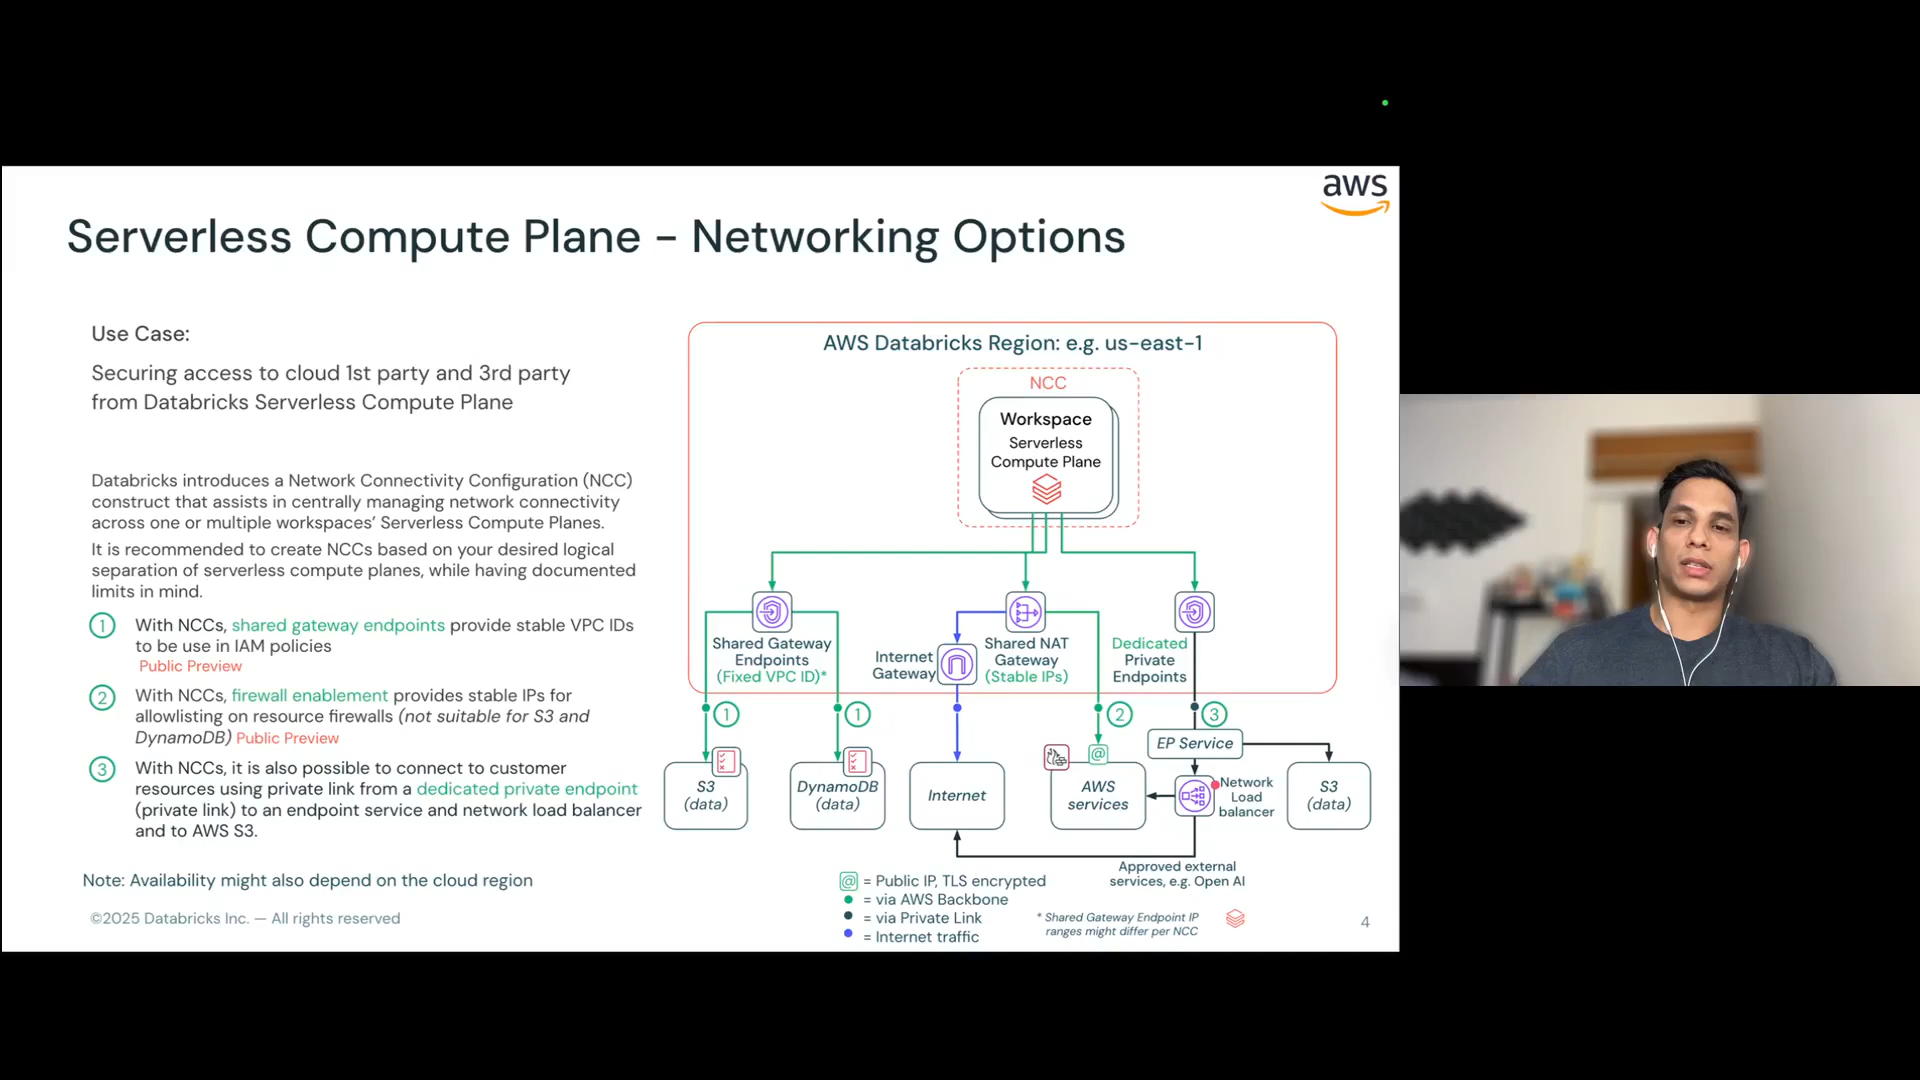 aws
Serverless Compute Plane - Networking Options
Use Case:
Securing access to cloud 1st party and 3rd party
from Databricks Serverless Compute Plane
Databricks introduces a Network Connectivity Configuration (NCC)
construct that assists in centrally managing network connectivity
across one or multiple workspaces' Serverless Compute Planes.
It is recommended to create NCCs based on your desired logical
separation of serverless compute planes, while having documented
limits in mind.
1 With NCCs, shared gateway endpoints provide stable VPC IDs
to be use in IAM policies
Public Preview
2 With NCCs, firewall enablement provides stable IPs for
allowlisting on resource firewalls (not suitable for S3 and
DynamoDB) Public Preview
3 With NCCs, it is also possible to connect to customer
resources using private link from a dedicated private endpoint
(private link) to an endpoint service and network load balancer
and to AWS S3.
Note: Availability might also depend on the cloud region
©2025 Databricks Inc. — All rights reserved
AWS Databricks Region: e.g. us-east-1
NCC
Workspace
Serverless
Compute Plane
Shared Gateway
Endpoints
(Fixed VPC ID)*
Internet
Gateway
Shared NAT
Gateway
(Stable IPs)
Dedicated
Private
Endpoints
1
1
2
3
EP Service
@
S3
(data)
DynamoDB
(data)
Internet
AWS
services
Network
Load
balancer
S3
(data)
Approved external
services, e.g. Open AI
@ = Public IP, TLS encrypted
= via AWS Backbone
= via Private Link
= Internet traffic
* Shared Gateway Endpoint IP
ranges might differ per NCC
4